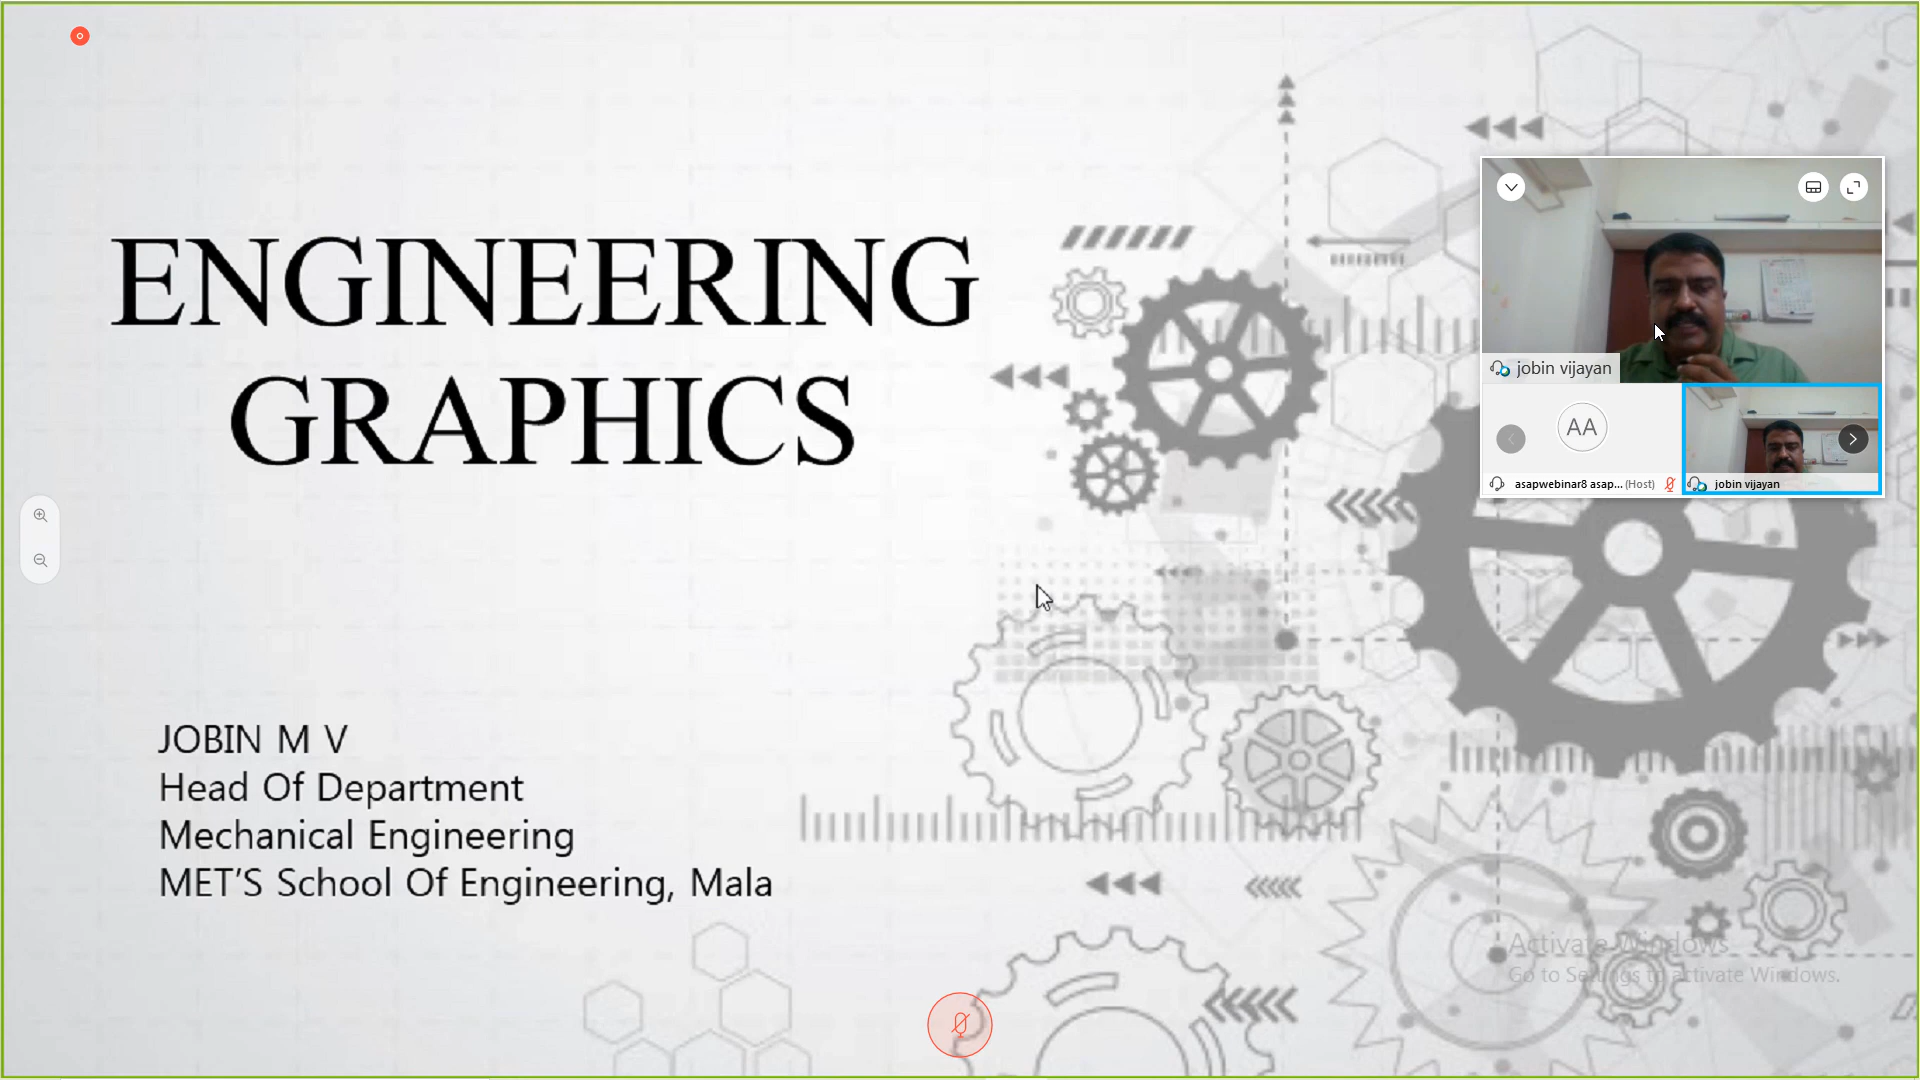 ENGINEERING
GRAPHICS
jobin vijayan
AA
asapwebinar8 asap... (Host)
jobin vijayan
JOBIN M V
Head Of Department
Mechanical Engineering
MET'S School Of Engineering, Mala
Activate Windows
Go to Settings to activate Windows.